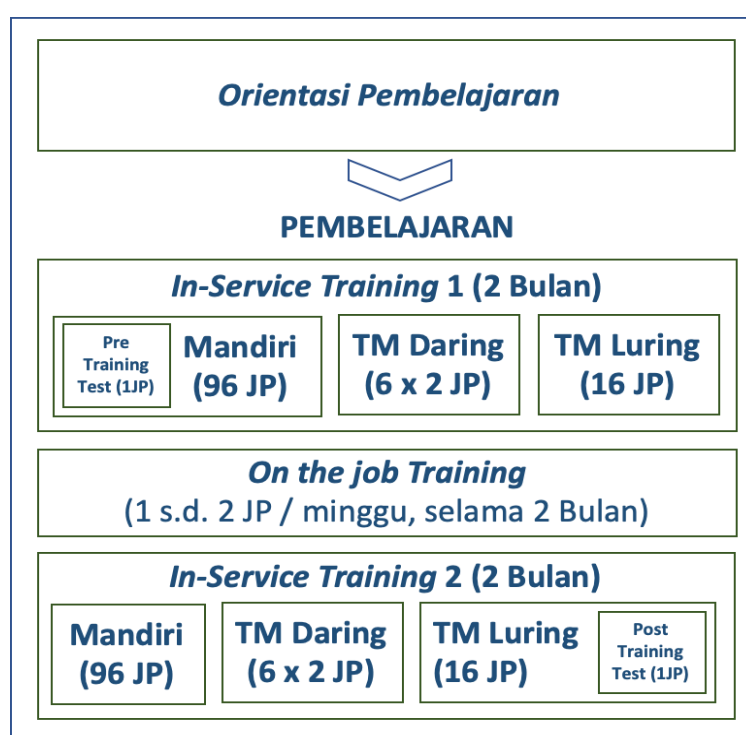 Orientasi Pembelajaran
PEMBELAJARAN
In-Service Training 1 (2 Bulan)
Pre
Training
Test (1JP)
Mandiri
(96 JP)
TM Daring
(6 x 2 JP)
TM Luring
(16 JP)
On the job Training
(1 s.d. 2 JP / minggu, selama 2 Bulan)
In-Service Training 2 (2 Bulan)
Mandiri
(96 JP)
TM Daring
(6 x 2 JP)
TM Luring
(16 JP)
Post
Training
Test (1JP)